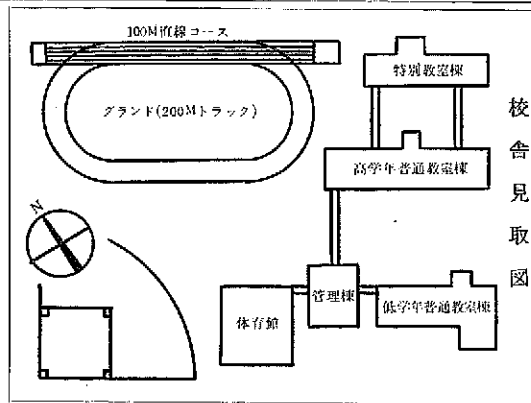 100M直線コース
グランド(200Mトラック)
特別教室棟
高学年普通教室棟
校舎見取図
N
管理棟
体育館
低学年普通教室棟